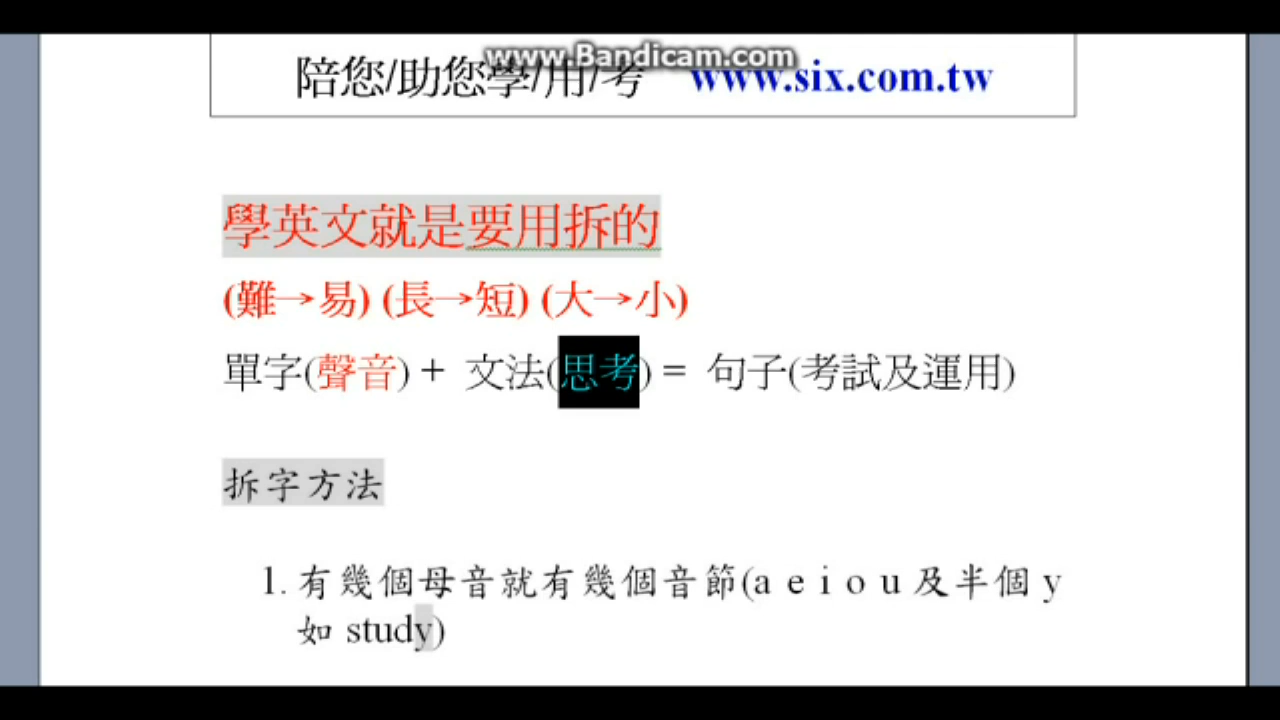 www.Bandicam.com
陪您/助您學/用/考 www.six.com.tw
學英文就是要用拆的
(難→易) (長→短) (大→小)
單字(聲音) + 文法(思考) = 句子(考試及運用)
拆字方法
1. 有幾個母音就有幾個音節(a e i o u 及半個 y
如 study)